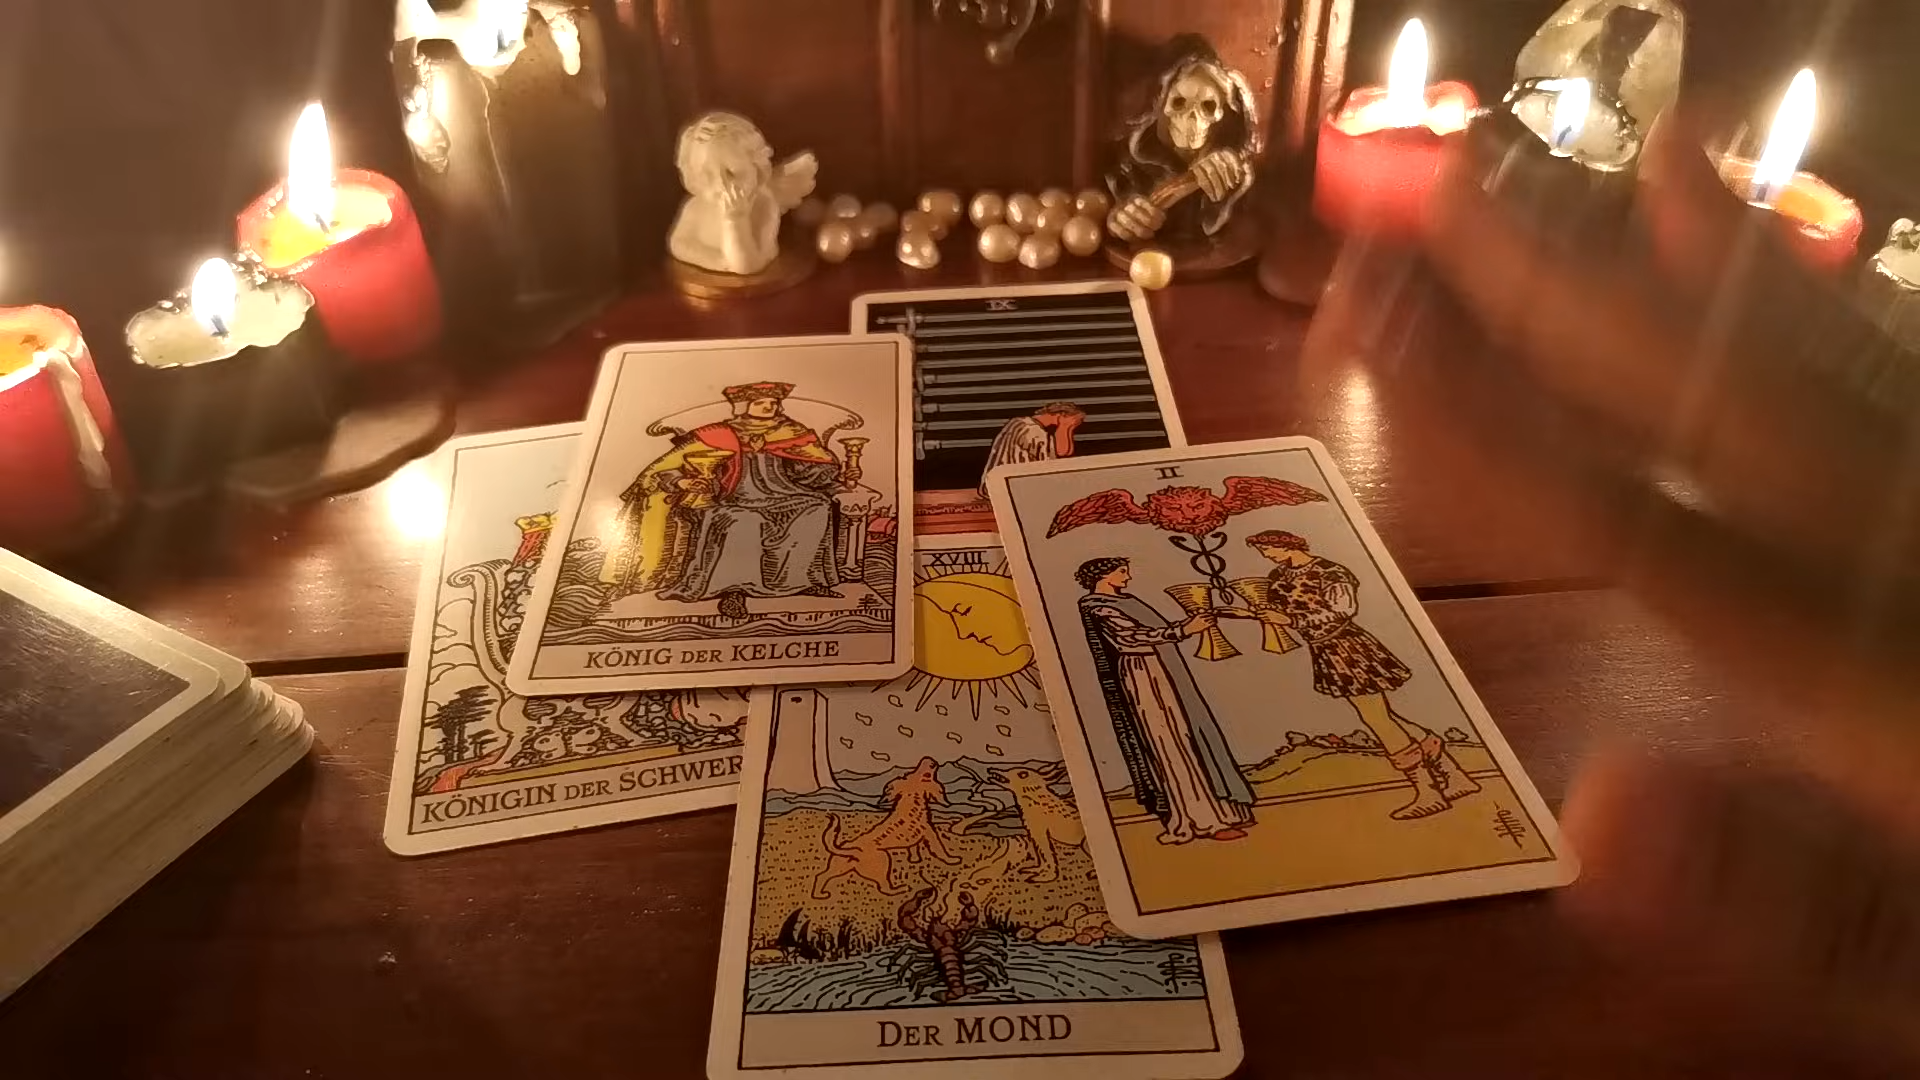 IX
KÖNIG DER KELCHE
II
XVIII
KÖNIGIN DER SCHWER
DER MOND